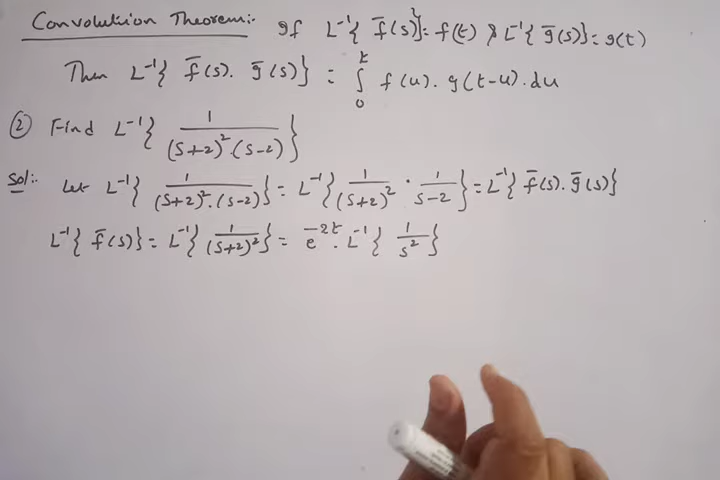 Convolution Theorem:- If L⁻¹{ f̄(s)} = f(t) & L⁻¹{ ḡ(s)} = g(t)
Then L⁻¹{ f̄(s). ḡ(s)} = ∫₀ᵗ f(u). g(t-u). du
② Find L⁻¹{ 1/((s+2)².(s-2)) }
Sol:- Let L⁻¹{ 1/((s+2)².(s-2)) } = L⁻¹{ 1/(s+2)² · 1/(s-2) } = L⁻¹{ f̄(s). ḡ(s)}
L⁻¹{ f̄(s)} = L⁻¹{ 1/(s+2)² } = e⁻²ᵗ. L⁻¹{ 1/s² }